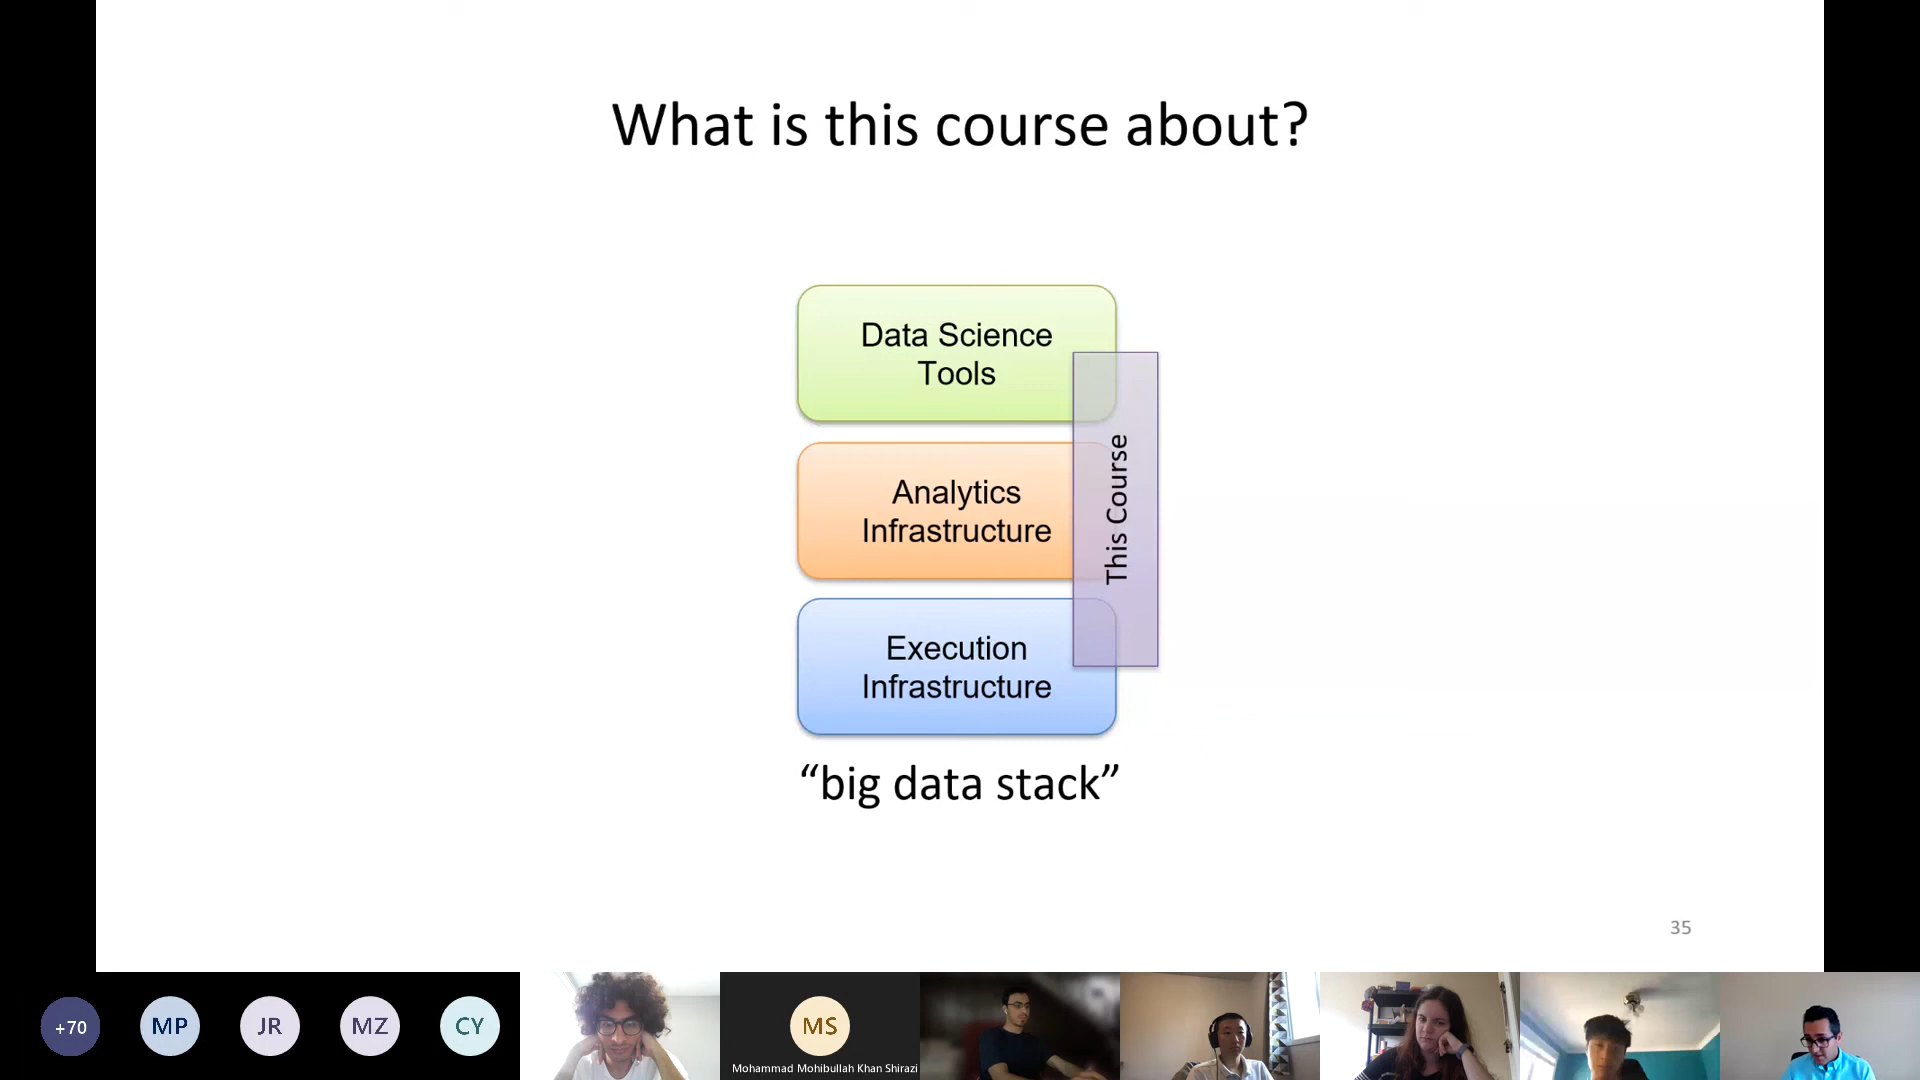 What is this course about?
Data Science
Tools
Analytics
Infrastructure
This Course
Execution
Infrastructure
“big data stack”
35
+70
MP
JR
MZ
CY
MS
Mohammad Mohibullah Khan Shirazi